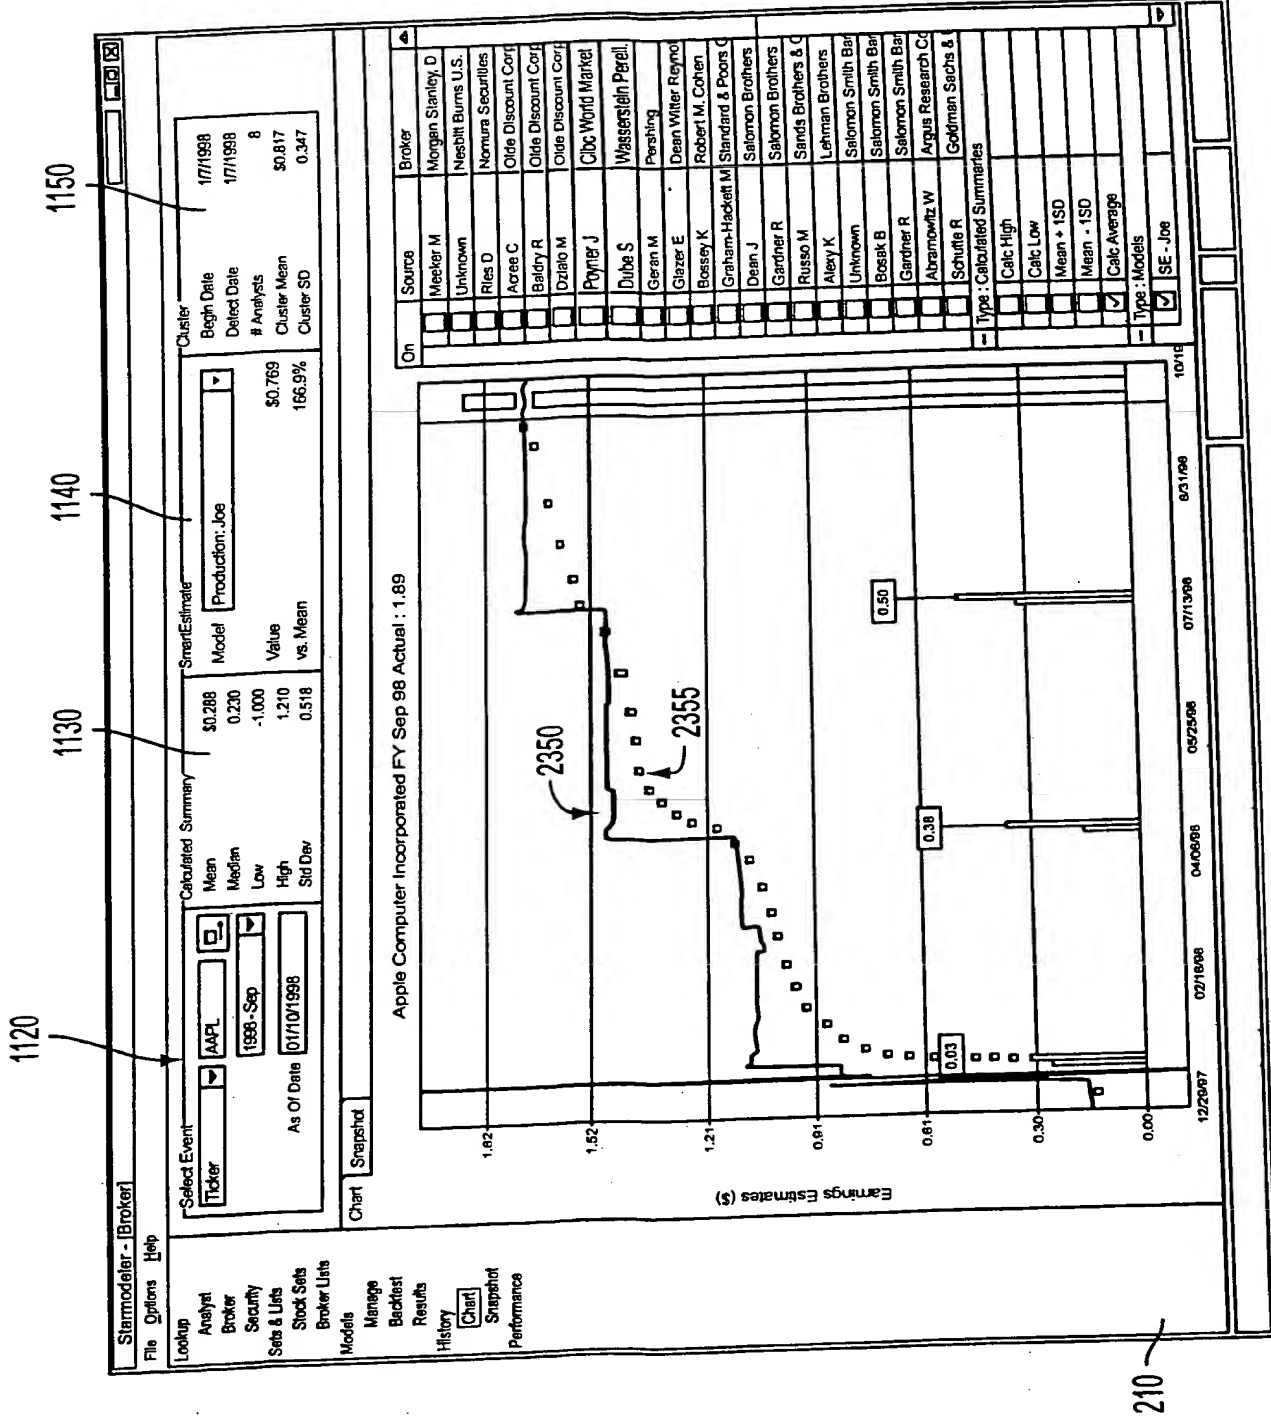 1120
1130
1140
1150
Starmodeler - [Broker]
File Options Help
Lookup
Analyst
Broker
Security
Sets & Lists
Stock Sets
Broker Lists
Models
Manage
Backtest
Results
History
Chart
Snapshot
Performance
Select Event
Ticker
AAPL
1998 - Sep
As Of Date 01/10/1998
Calculated Summary
Mean $0.288
Median 0.230
Low -1.000
High 1.210
Std Dev 0.518
SmartEstimate
Model Production: Joe
Value $0.769
vs. Mean 166.9%
Cluster
Begin Date 1/7/1998
Detect Date 1/7/1998
# Analysts 8
Cluster Mean $0.817
Cluster SD 0.347
Chart Snapshot
Apple Computer Incorporated FY Sep 98 Actual : 1.89
Earnings Estimates ($)
1.82
1.52
1.21
0.91
0.61
0.30
0.00
2350
2355
0.03
0.38
0.50
12/29/97
02/16/98
04/06/98
05/25/98
07/13/98
8/31/98
10/19
On Source Broker
Meeker M Morgan Stanley, D
Unknown Nesbitt Burns U.S.
Ries D Nomura Securities
Acree C Olde Discount Corp
Baldry R Olde Discount Corp
Dzialo M Olde Discount Corp
Poyner J Cibc World Market
Dube S Wasserstein Perell.
Geran M Pershing
Glazer E Dean Witter Reynol
Bossey K Robert M. Cohen
Graham-Hackett M Standard & Poors C
Dean J Salomon Brothers
Gardner R Salomon Brothers
Russo M Sands Brothers & C
Alexy K Lehman Brothers
Unknown Salomon Smith Bar
Bosak B Salomon Smith Bar
Gardner R Salomon Smith Bar
Abramowitz W Argus Research Co
Schutte R Goldman Sachs &
- Type : Calculated Summaries
Calc High
Calc Low
Mean + 1SD
Mean - 1SD
Calc Average
- Type : Models
SE - Joe
210